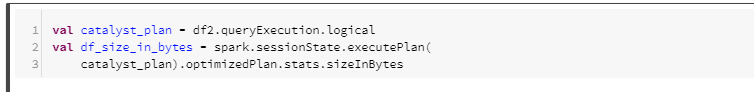 1 val catalyst_plan = df2.queryExecution.logical
2 val df_size_in_bytes = spark.sessionState.executePlan(
3     catalyst_plan).optimizedPlan.stats.sizeInBytes